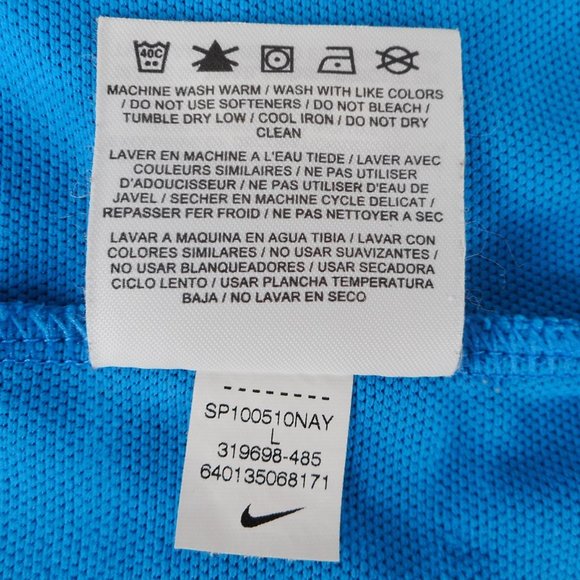 40C
MACHINE WASH WARM / WASH WITH LIKE COLORS
/ DO NOT USE SOFTENERS / DO NOT BLEACH /
TUMBLE DRY LOW / COOL IRON / DO NOT DRY
CLEAN
LAVER EN MACHINE A L'EAU TIEDE / LAVER AVEC
COULEURS SIMILAIRES / NE PAS UTILISER
D'ADOUCISSEUR / NE PAS UTILISER D'EAU DE
JAVEL / SECHER EN MACHINE CYCLE DELICAT /
REPASSER FER FROID / NE PAS NETTOYER A SEC
LAVAR A MAQUINA EN AGUA TIBIA / LAVAR CON
COLORES SIMILARES / NO USAR SUAVIZANTES /
NO USAR BLANQUEADORES / USAR SECADORA
CICLO LENTO / USAR PLANCHA TEMPERATURA
BAJA / NO LAVAR EN SECO
SP100510NAY
L
319698-485
640135068171